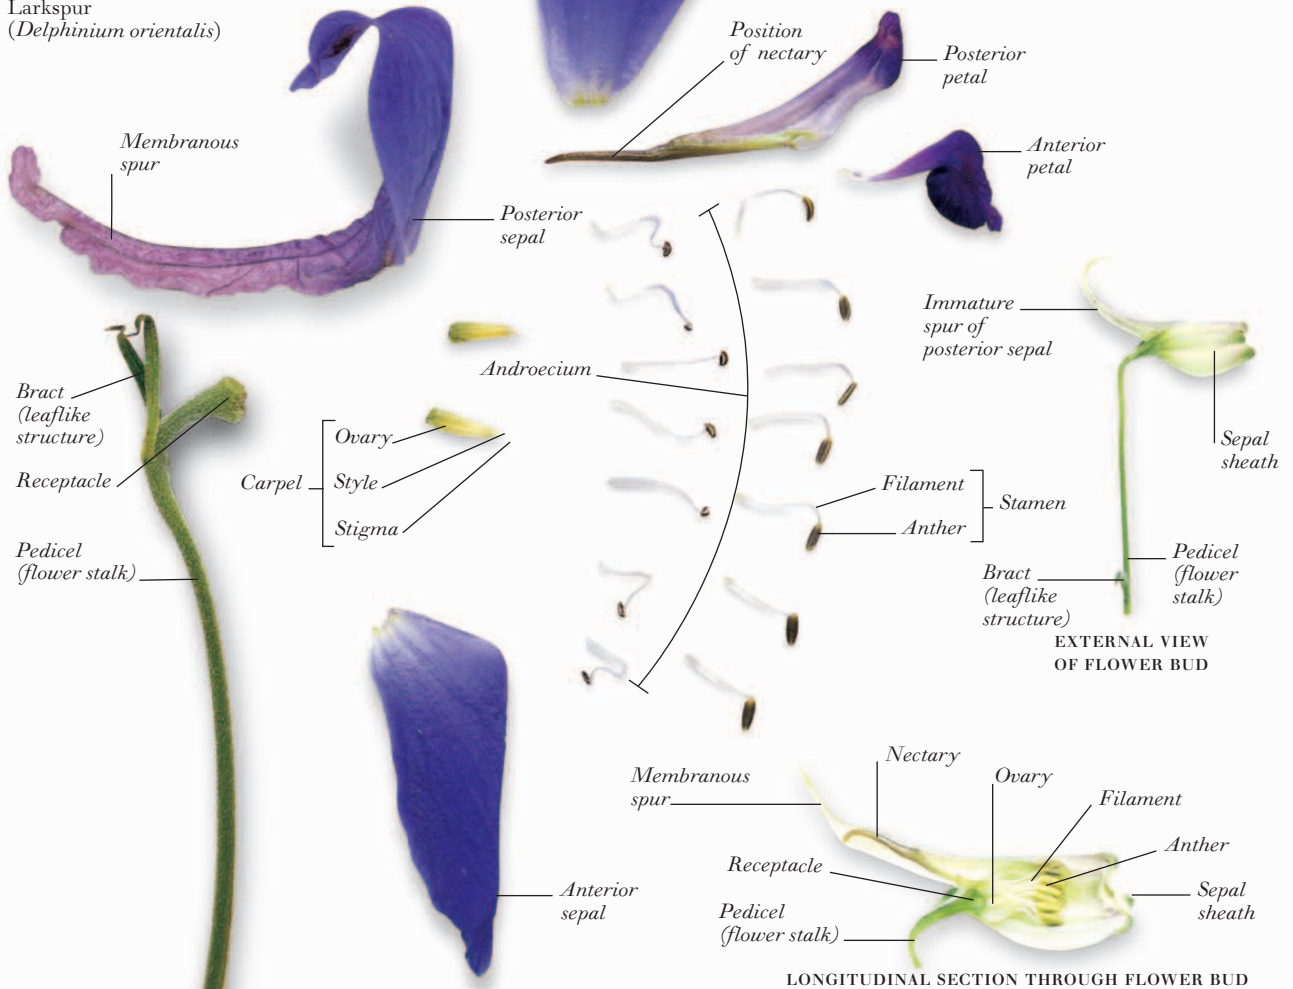 Larkspur
(Delphinium orientalis)
Position
of nectary
Posterior
petal
Membranous
spur
Anterior
petal
Posterior
sepal
Immature
spur of
posterior sepal
Androecium
Bract
(leaflike
structure)
Receptacle
Carpel
Ovary
Style
Stigma
Sepal
sheath
Filament
Anther
Stamen
Pedicel
(flower stalk)
Pedicel
(flower
stalk)
Bract
(leaflike
structure)
EXTERNAL VIEW
OF FLOWER BUD
Anterior
sepal
Membranous
spur
Nectary
Ovary
Filament
Anther
Receptacle
Sepal
sheath
Pedicel
(flower stalk)
LONGITUDINAL SECTION THROUGH FLOWER BUD